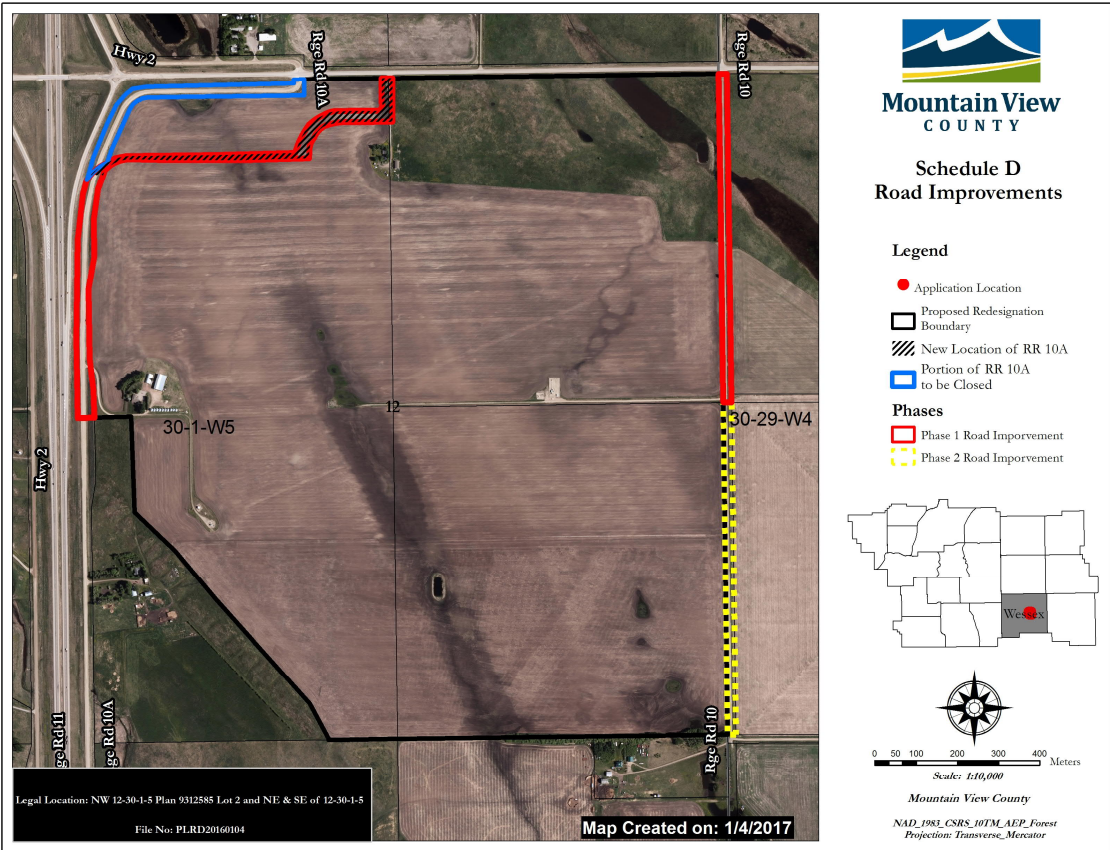 Hwy 2
Rge Rd 10A
Rge Rd 10
12
30-1-W5
30-29-W4
Hwy 2
ge Rd 11
ge Rd 10A
Rge Rd 10
Legal Location: NW 12-30-1-5 Plan 9312585 Lot 2 and NE & SE of 12-30-1-5
File No: PLRD20160104
Map Created on: 1/4/2017
Mountain View
COUNTY
Schedule D
Road Improvements
Legend
Application Location
Proposed Redesignation
Boundary
New Location of RR 10A
Portion of RR 10A
to be Closed
Phases
Phase 1 Road Imporvement
Phase 2 Road Imporvement
Wessex
0 50 100 200 300 400
Meters
Scale: 1:10,000
Mountain View County
NAD_1983_CSRS_10TM_AEP_Forest
Projection: Transverse_Mercator